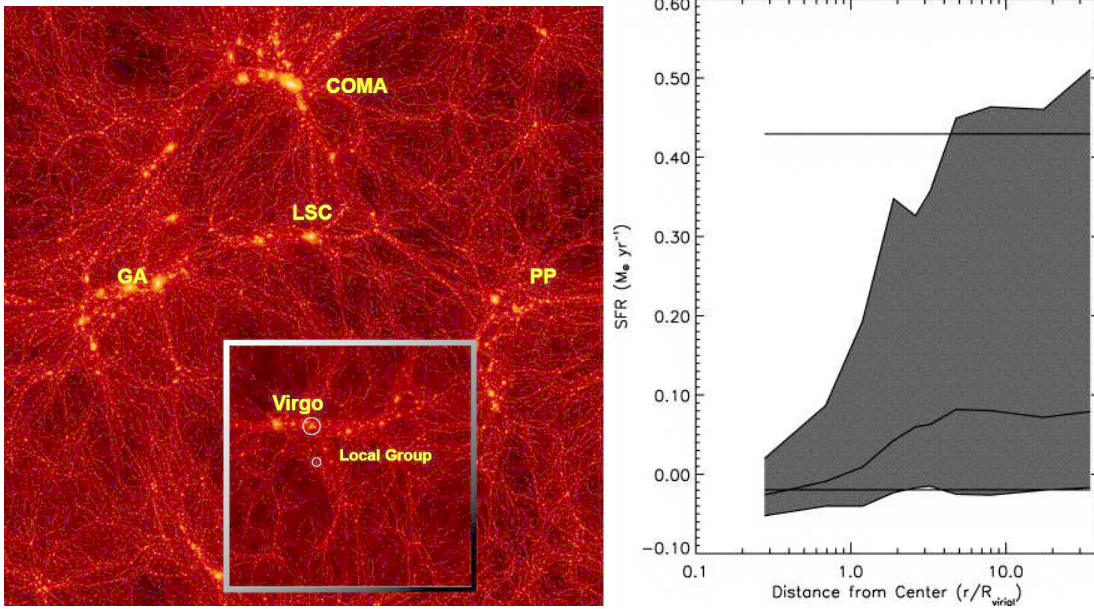 COMA
LSC
GA
PP
Virgo
Local Group
0.60
0.50
0.40
0.30
0.20
0.10
0.00
−0.10
SFR (M⊙ yr⁻¹)
0.1
1.0
10.0
Distance from Center (r/Rvirial)